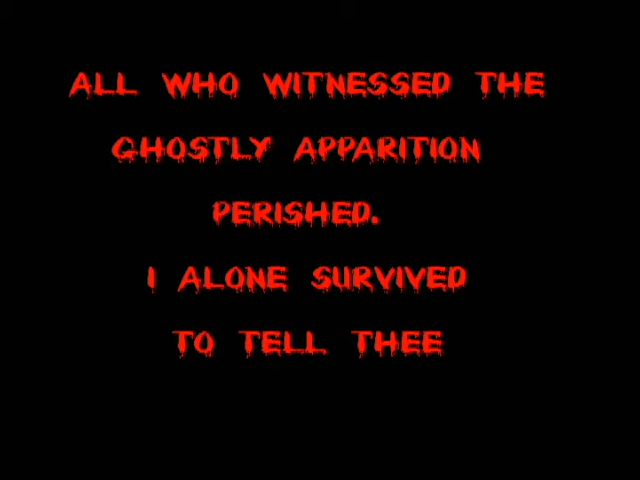 ALL WHO WITNESSED THE
GHOSTLY APPARITION
PERISHED.
I ALONE SURVIVED
TO TELL THEE